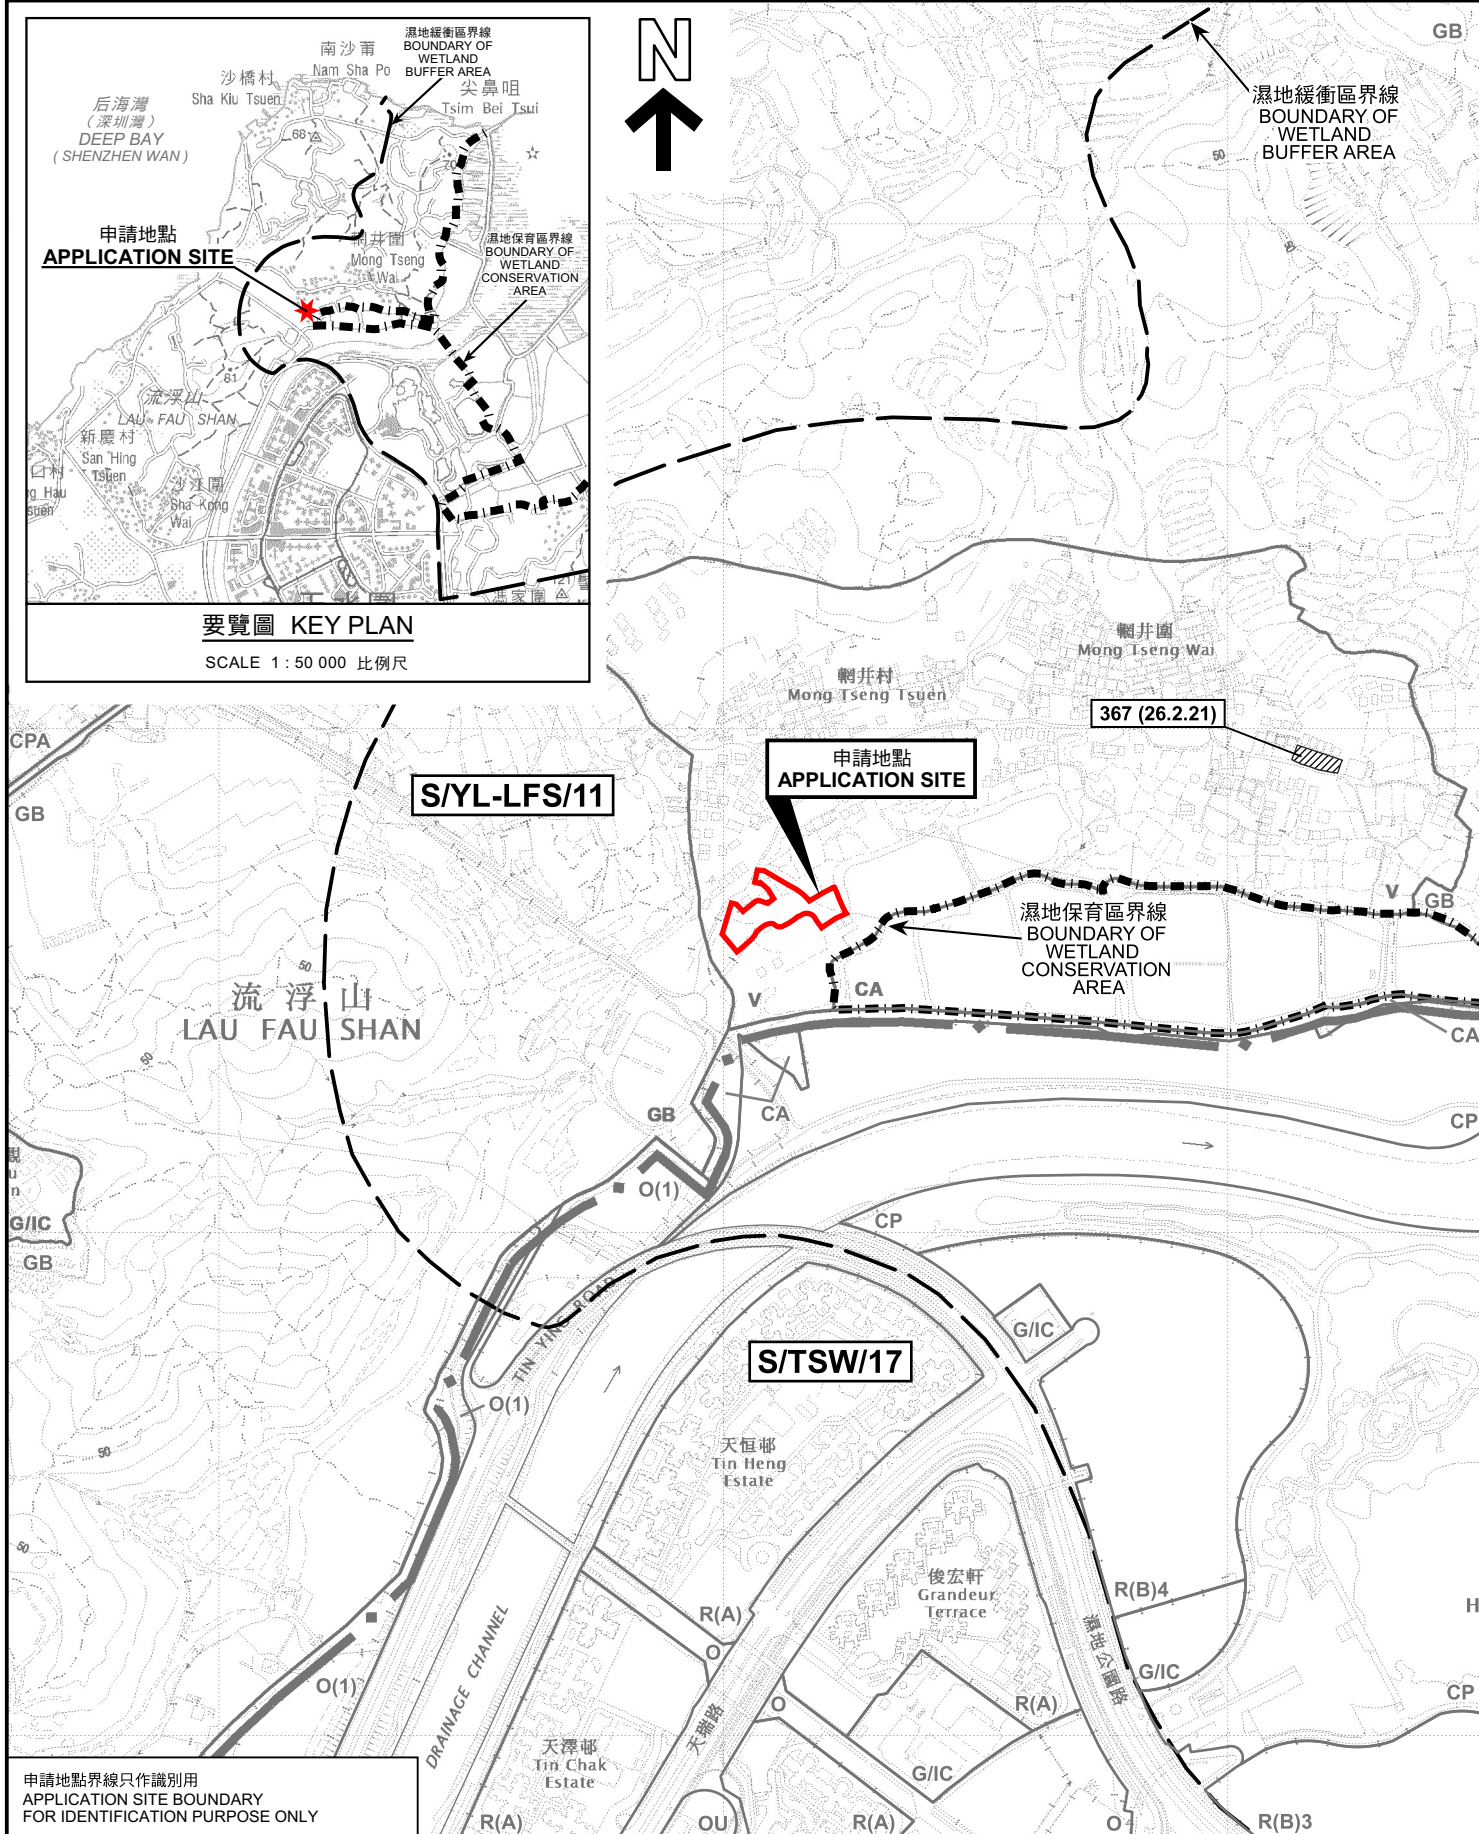 濕地緩衝區界線
BOUNDARY OF
WETLAND
BUFFER AREA
南沙莆
Nam Sha Po
沙橋村
Sha Kiu Tsuen
尖鼻咀
Tsim Bei Tsui
后海灣
(深圳灣)
DEEP BAY
(SHENZHEN WAN)
68
70
申請地點
APPLICATION SITE
輞井圍
Mong Tseng
Wai
濕地保育區界線
BOUNDARY OF
WETLAND
CONSERVATION
AREA
81
流浮山
LAU FAU SHAN
新慶村
San Hing
Tsuen
沙江圍
Sha Kong
Wai
121
要覽圖 KEY PLAN
SCALE 1 : 50 000 比例尺
N
GB
濕地緩衝區界線
BOUNDARY OF
WETLAND
BUFFER AREA
50
輞井圍
Mong Tseng Wai
輞井村
Mong Tseng Tsuen
367 (26.2.21)
CPA
GB
S/YL-LFS/11
申請地點
APPLICATION SITE
V
GB
濕地保育區界線
BOUNDARY OF
WETLAND
CONSERVATION
AREA
50
流浮山
LAU FAU SHAN
V
CA
CA
50
GB
CA
CP
O(1)
G/IC
GB
CP
TIN YING ROAD
G/IC
S/TSW/17
O(1)
天恒邨
Tin Heng
Estate
50
50
俊宏軒
Grandeur
Terrace
R(B)4
R(A)
O
DRAINAGE CHANNEL
濕地公園路
G/IC
O(1)
R(A)
CP
O
天瑞路
天澤邨
Tin Chak
Estate
G/IC
申請地點界線只作識別用
APPLICATION SITE BOUNDARY
FOR IDENTIFICATION PURPOSE ONLY
R(A)
OU
R(A)
O
R(B)3